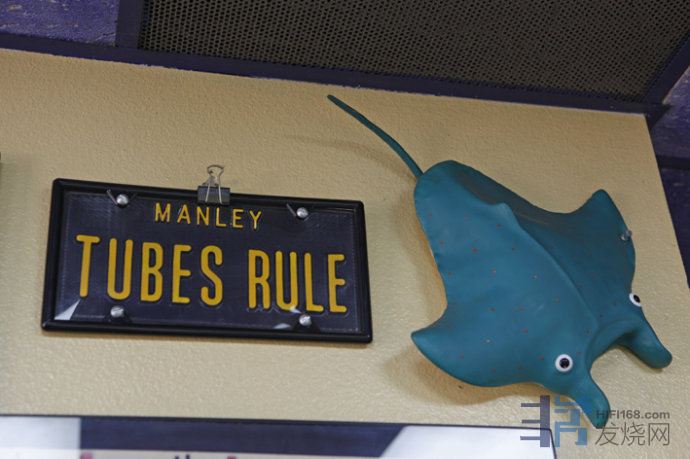 MANLEY
TUBES RULE
HIFI168.com
发烧网